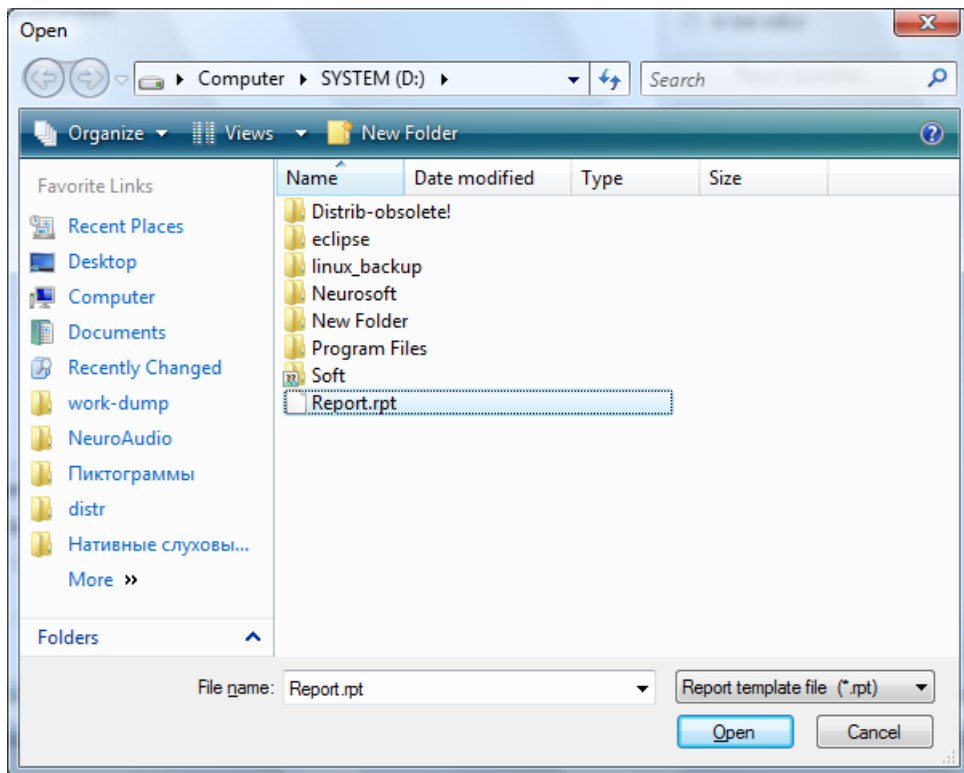 Open
Computer SYSTEM (D:) Search
Organize Views New Folder
Favorite Links
Recent Places
Desktop
Computer
Documents
Recently Changed
work-dump
NeuroAudio
Пиктограммы
distr
Нативные слуховы...
More »
Folders
Name Date modified Type Size
Distrib-obsolete!
eclipse
linux_backup
Neurosoft
New Folder
Program Files
Soft
Report.rpt
File name: Report.rpt Report template file (*.rpt)
Open Cancel